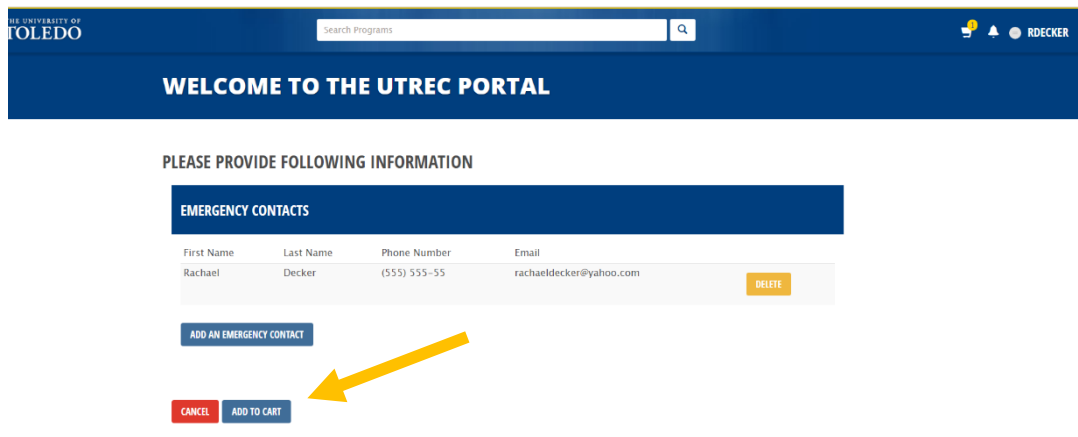 THE UNIVERSITY OF
TOLEDO
Search Programs
1
RDECKER
WELCOME TO THE UTREC PORTAL
PLEASE PROVIDE FOLLOWING INFORMATION
EMERGENCY CONTACTS
First Name Last Name Phone Number Email
Rachael Decker (555) 555-55 rachaeldecker@yahoo.com
DELETE
ADD AN EMERGENCY CONTACT
CANCEL ADD TO CART